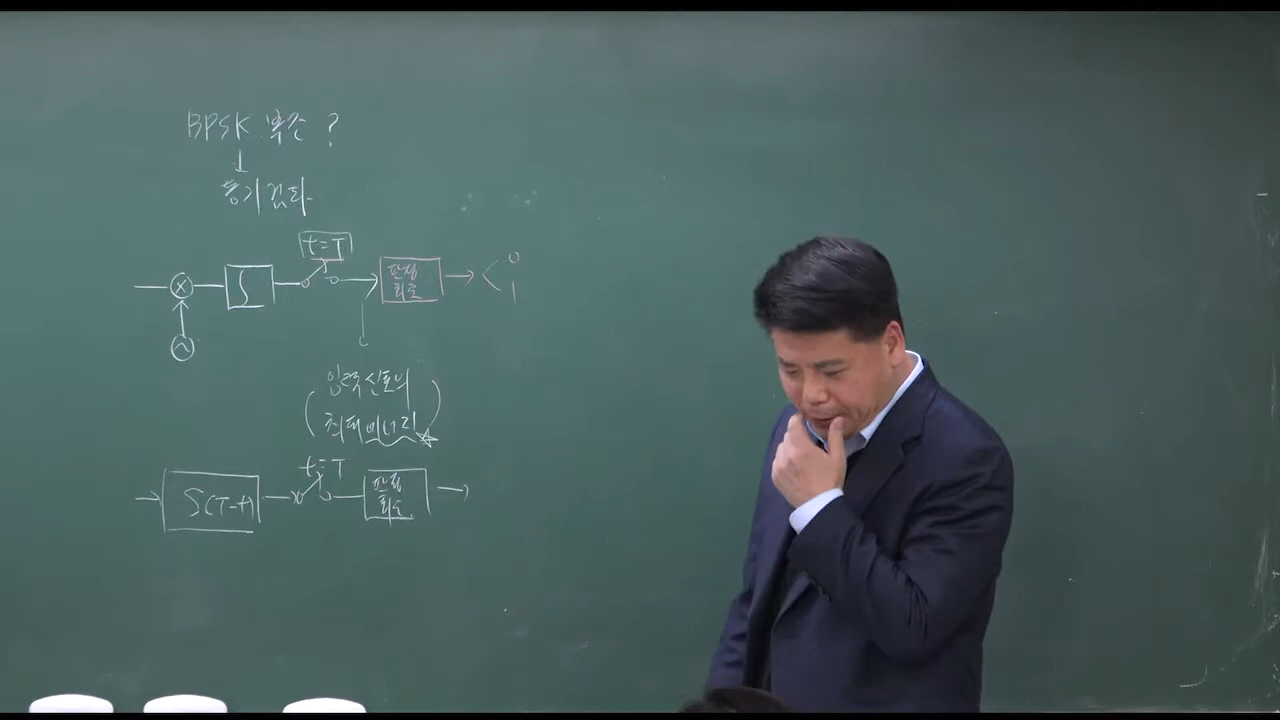 BPSK 복조 ?
동기검파
t=T
∫
판정
회로
0
1
입력신호의
최대에너지
t=T
S(T-t)
판정
회로